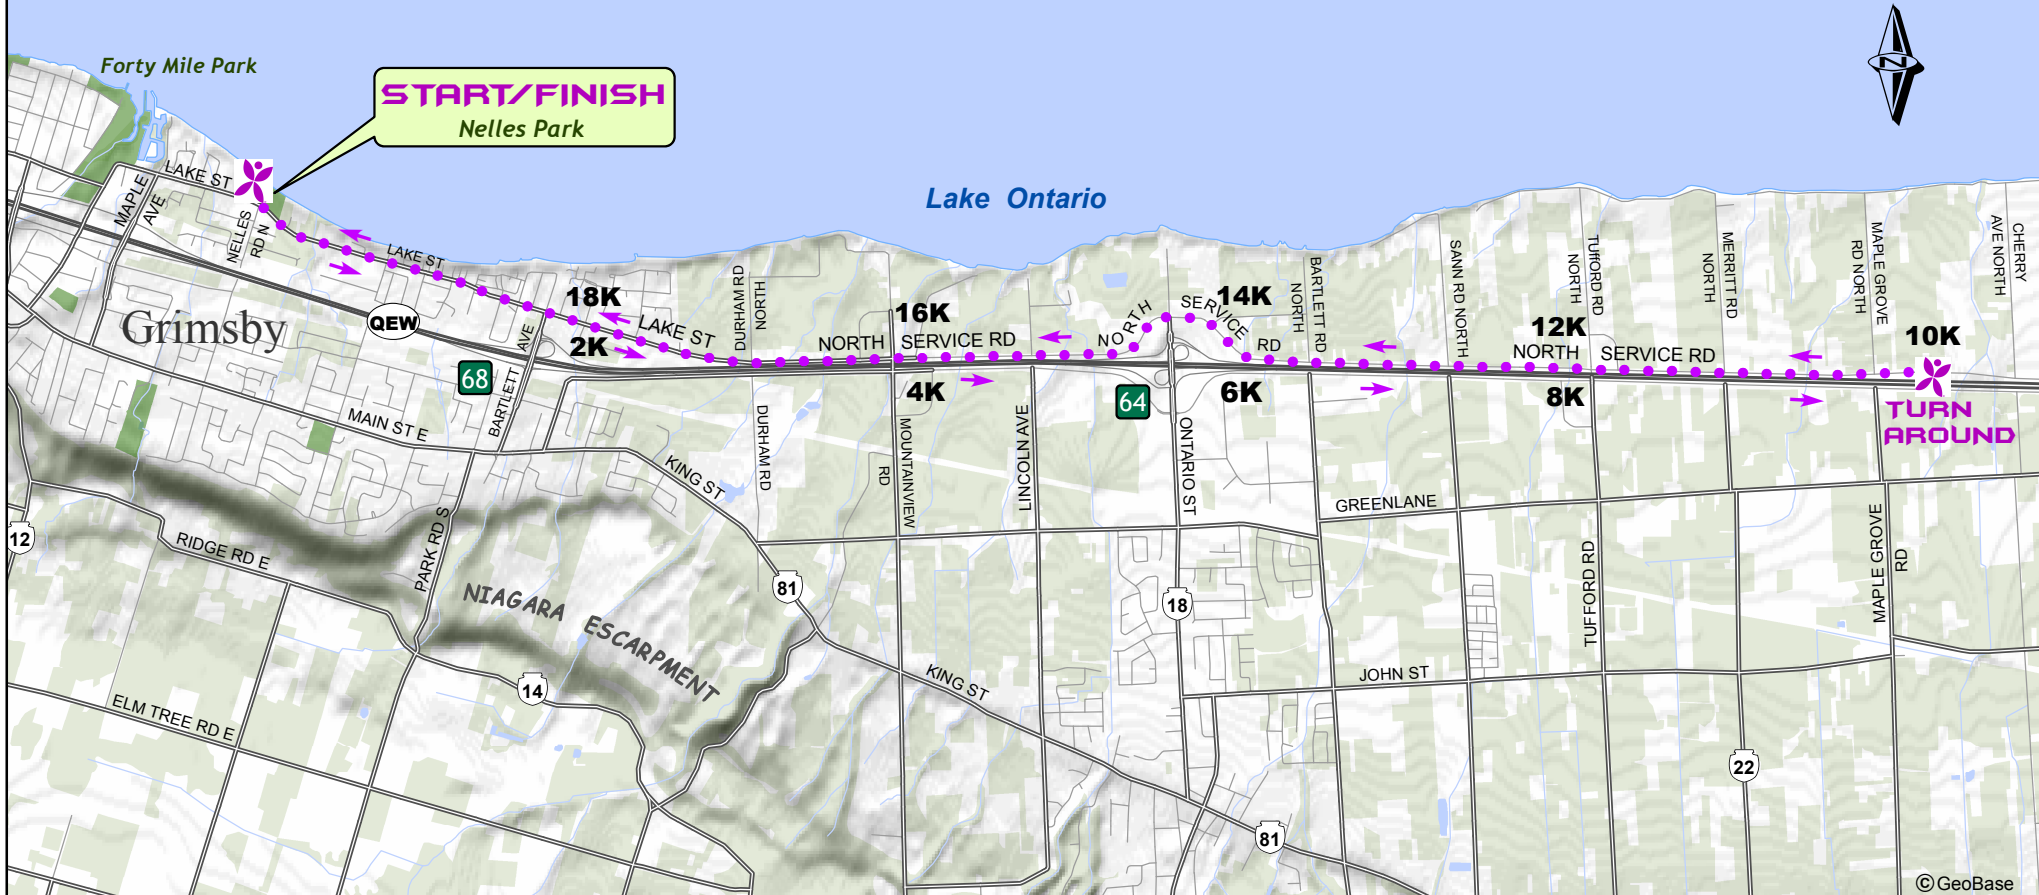 Forty Mile Park
START/FINISH
Nelles Park
N
Lake Ontario
LAKE ST
MAPLE
AVE
NELLES
RD N
LAKE ST
Grimsby
QEW
18K
2K
LAKE ST
BARTLETT
AVE
68
DURHAM RD
NORTH
16K
NORTH
SERVICE RD
4K
NORTH
SERVICE
RD
14K
6K
64
BARTLETT RD
NORTH
SANN RD NORTH
TUFFORD RD
NORTH
12K
NORTH
SERVICE RD
8K
MERRITT RD
NORTH
MAPLE GROVE
RD NORTH
CHERRY
AVE NORTH
10K
TURN
AROUND
MAIN ST E
KING ST
DURHAM RD
MOUNTAINVIEW
RD
LINCOLN AVE
ONTARIO ST
GREENLANE
12
RIDGE RD E
PARK RD S
NIAGARA ESCARPMENT
81
18
TUFFORD RD
MAPLE GROVE
RD
14
ELM TREE RD E
KING ST
JOHN ST
22
81
© GeoBase